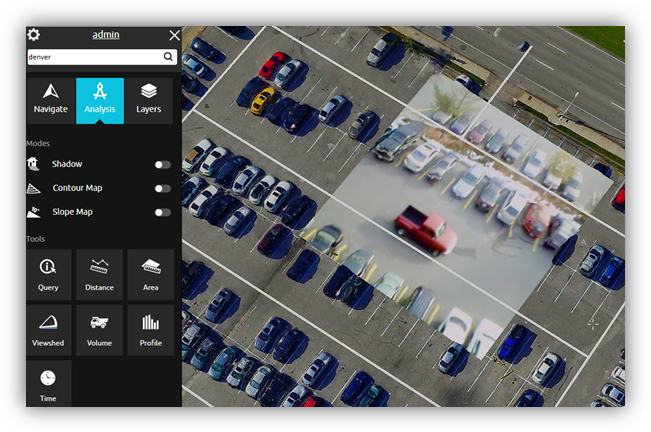 admin
denver
Navigate
Analysis
Layers
Modes
Shadow
Contour Map
Slope Map
Tools
Query
Distance
Area
Viewshed
Volume
Profile
Time